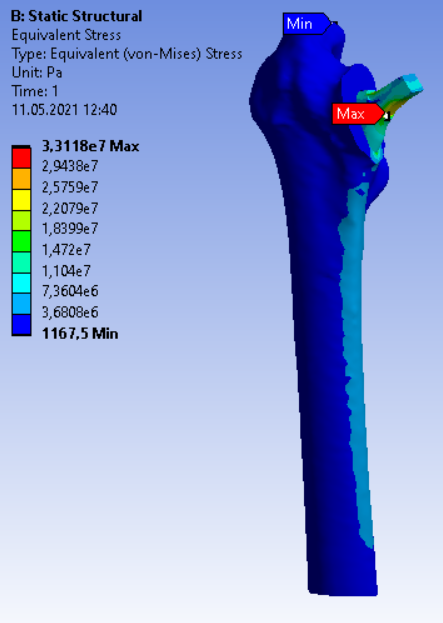 B: Static Structural
Equivalent Stress
Type: Equivalent (von-Mises) Stress
Unit: Pa
Time: 1
11.05.2021 12:40
3,3118e7 Max
2,9438e7
2,5759e7
2,2079e7
1,8399e7
1,472e7
1,104e7
7,3604e6
3,6808e6
1167,5 Min
Min
Max